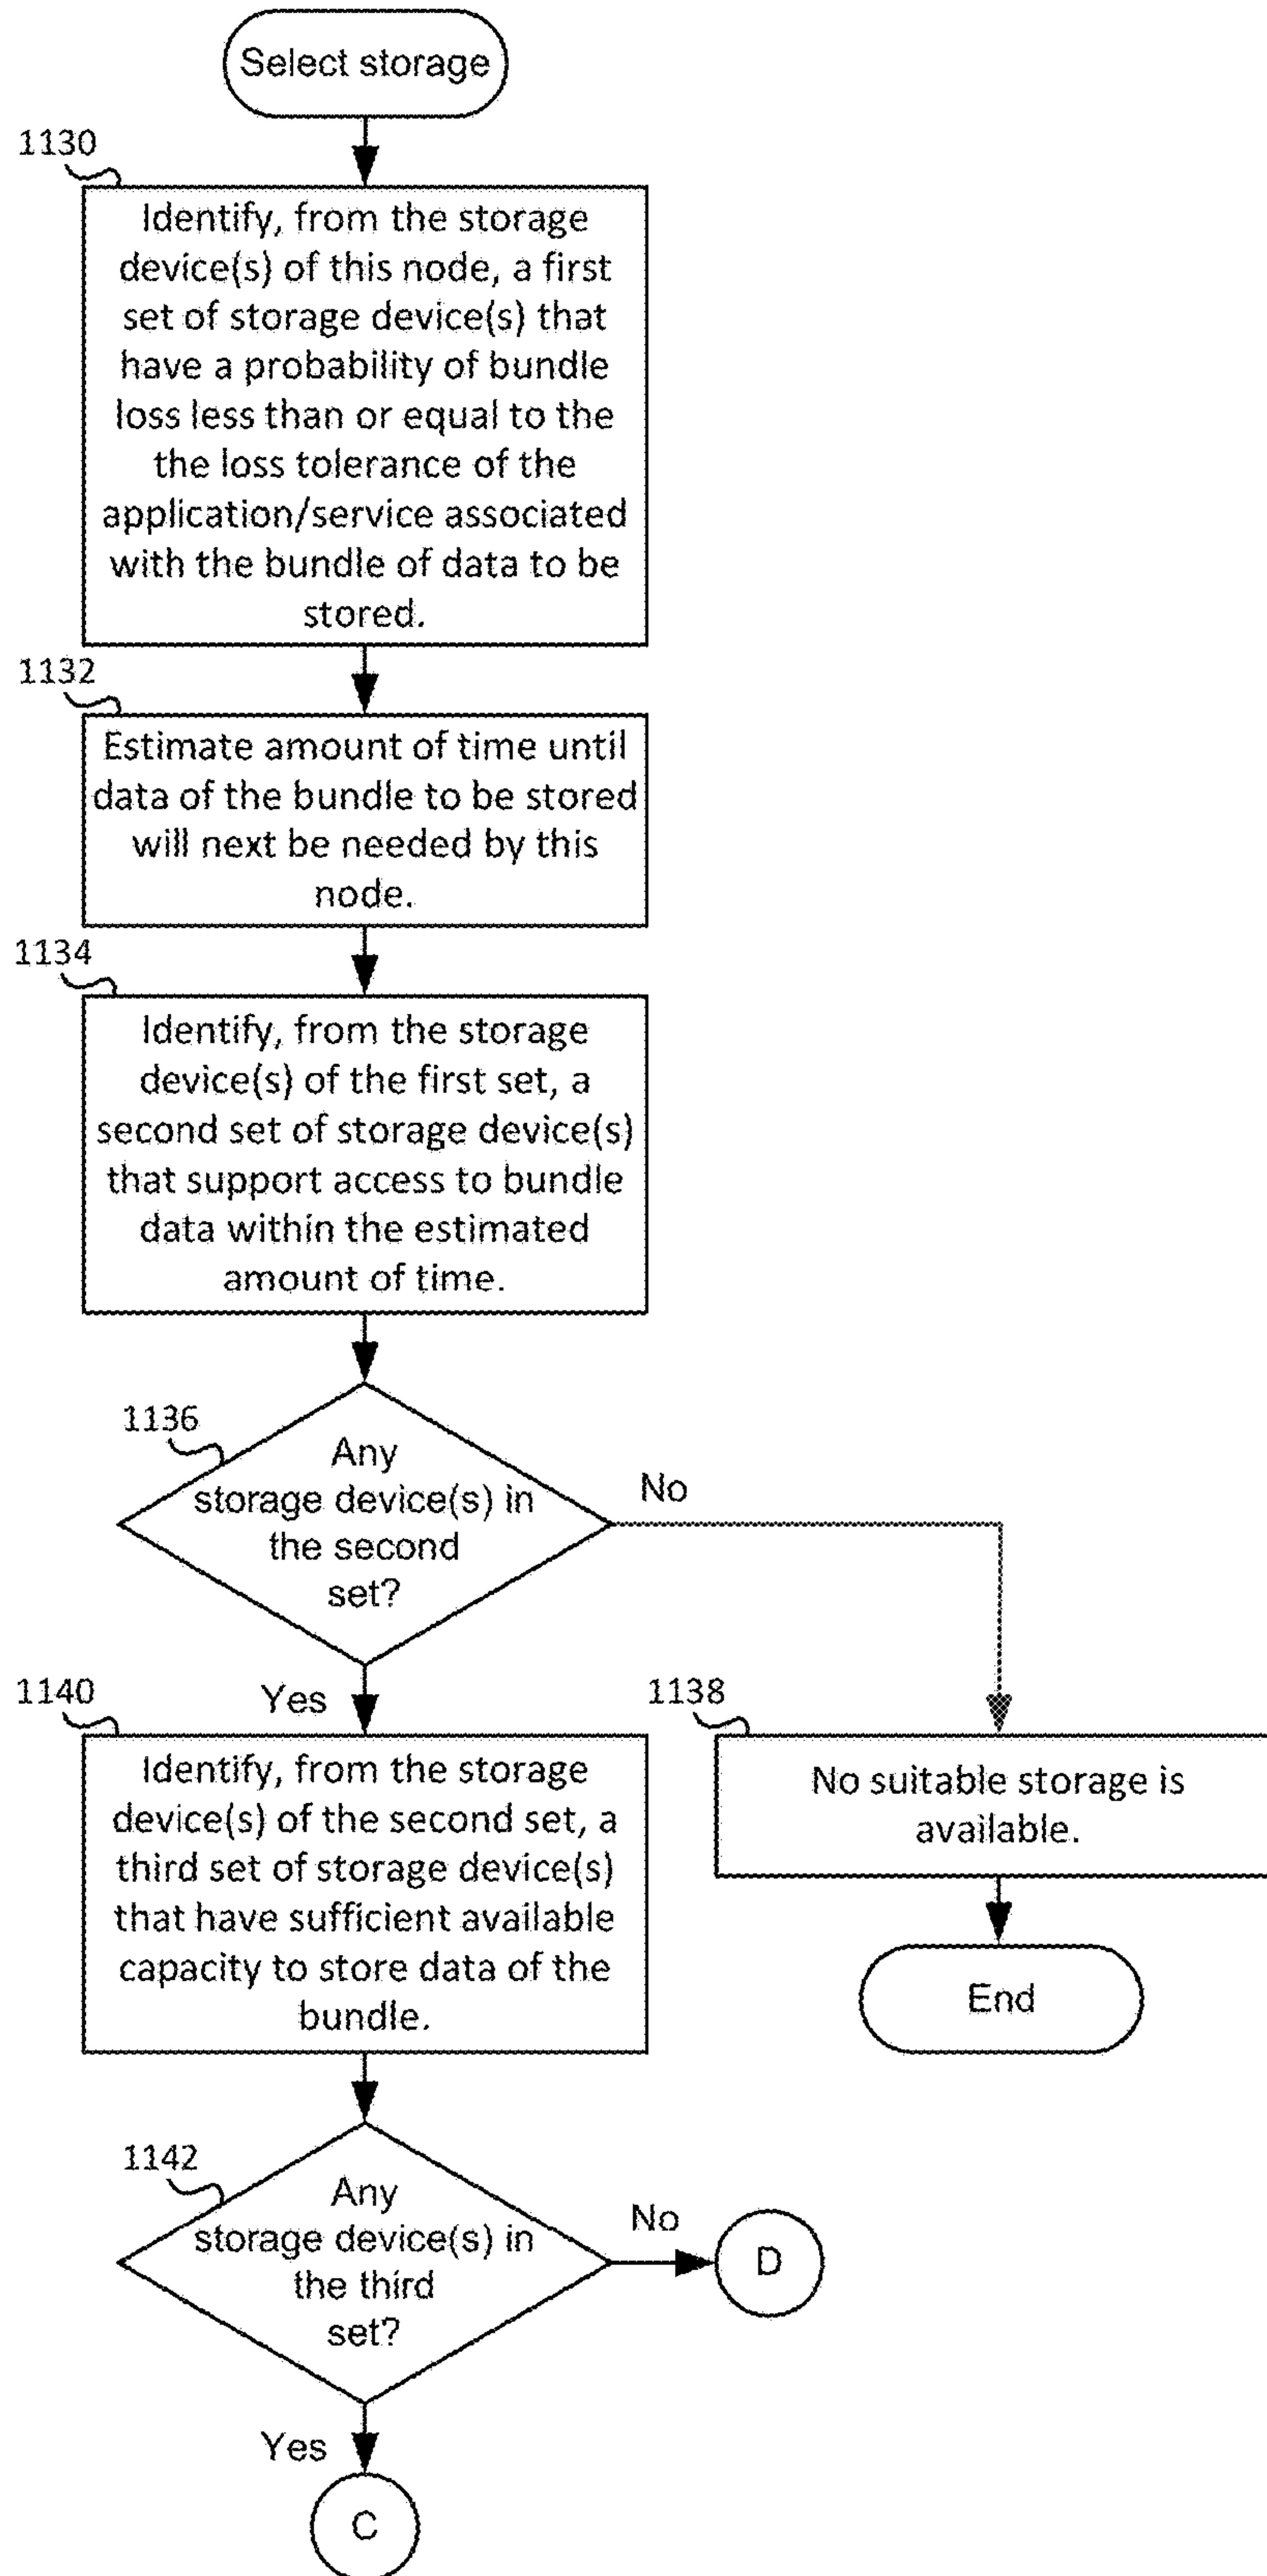 Select storage
1130
Identify, from the storage
device(s) of this node, a first
set of storage device(s) that
have a probability of bundle
loss less than or equal to the
the loss tolerance of the
application/service associated
with the bundle of data to be
stored.
1132
Estimate amount of time until
data of the bundle to be stored
will next be needed by this
node.
1134
Identify, from the storage
device(s) of the first set, a
second set of storage device(s)
that support access to bundle
data within the estimated
amount of time.
1136
Any
storage device(s) in
the second
set?
No
Yes
1140
Identify, from the storage
device(s) of the second set, a
third set of storage device(s)
that have sufficient available
capacity to store data of the
bundle.
1138
No suitable storage is
available.
End
1142
Any
storage device(s) in
the third
set?
No
D
Yes
C